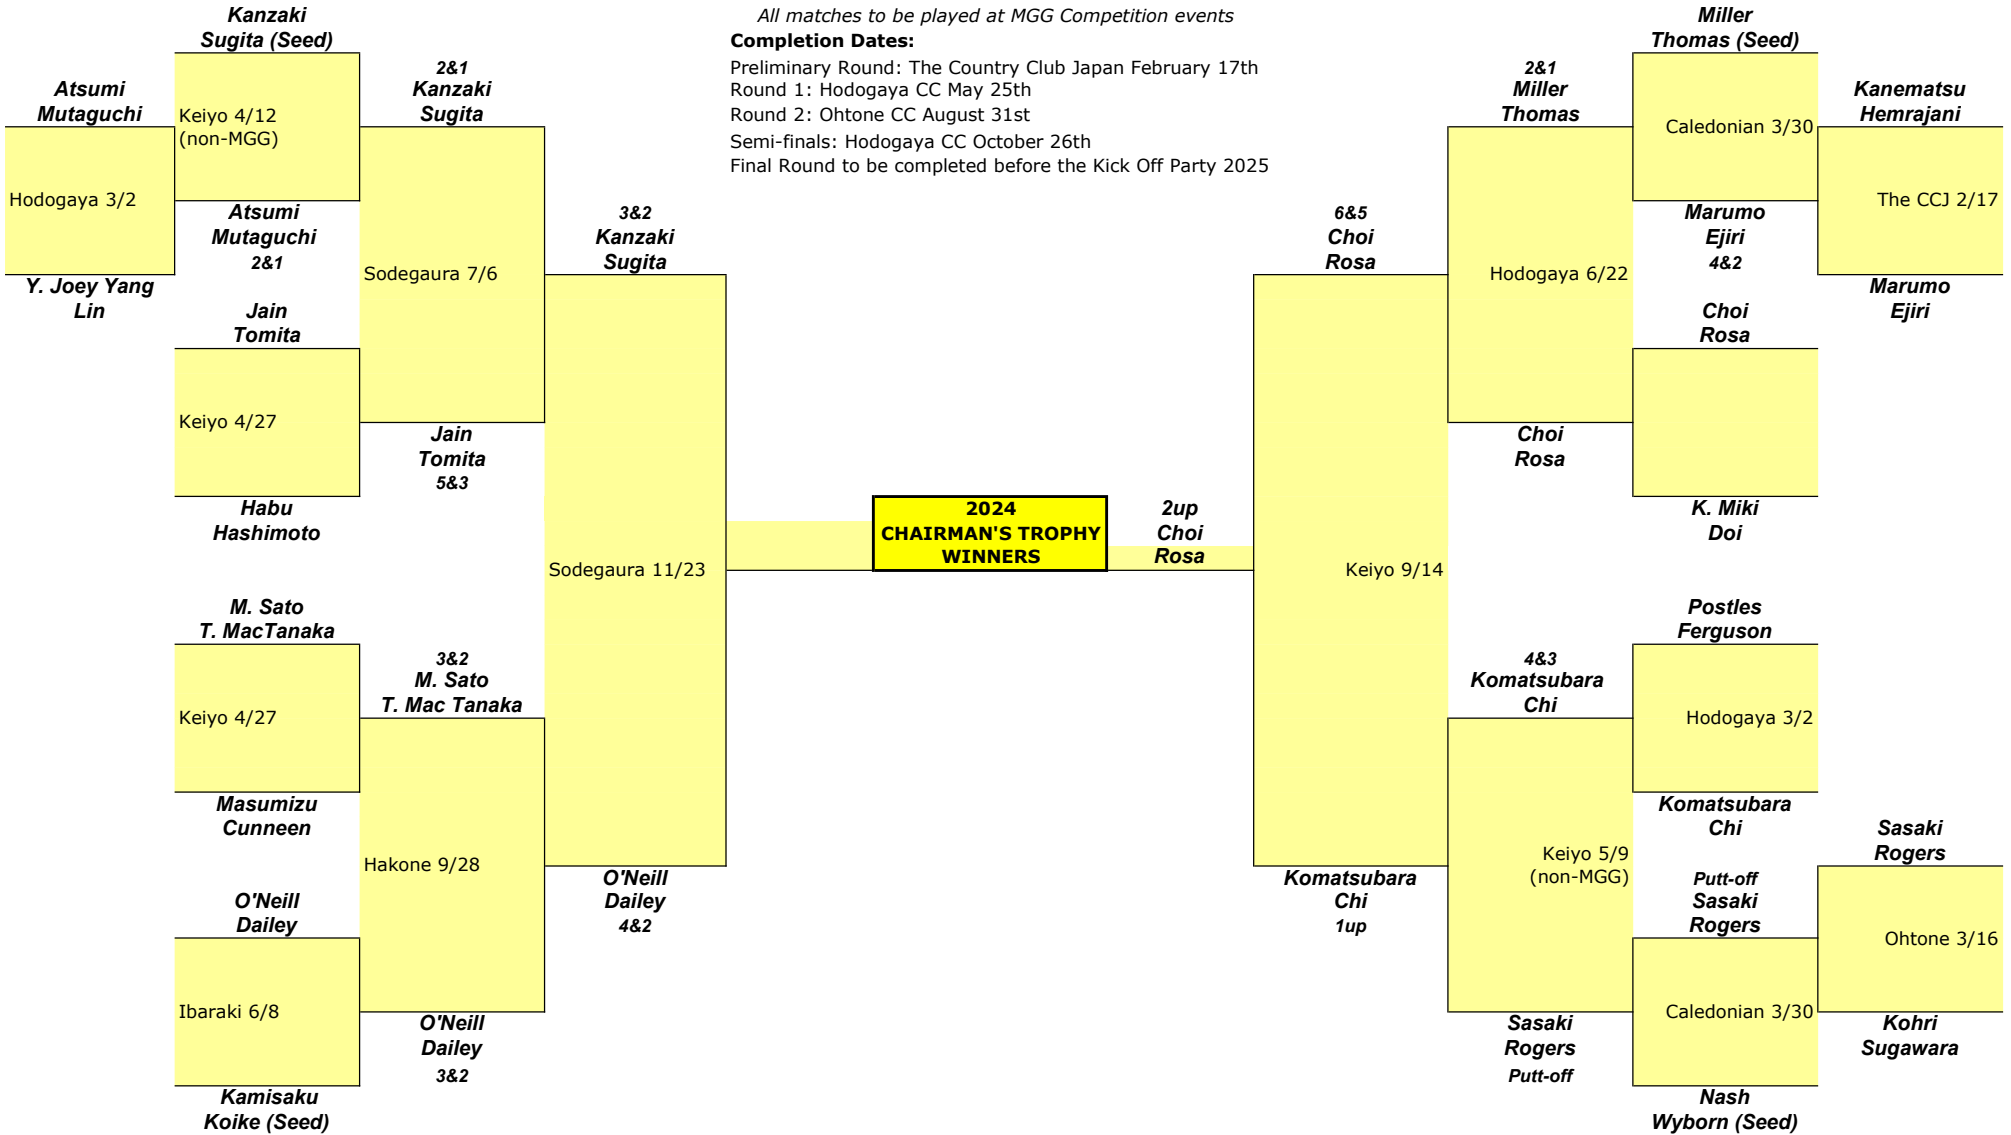 All matches to be played at MGG Competition events
Completion Dates:
Preliminary Round: The Country Club Japan February 17th
Round 1: Hodogaya CC May 25th
Round 2: Ohtone CC August 31st
Semi-finals: Hodogaya CC October 26th
Final Round to be completed before the Kick Off Party 2025
Atsumi
Mutaguchi
Hodogaya 3/2
Y. Joey Yang
Lin
Kanzaki
Sugita (Seed)
Keiyo 4/12
(non-MGG)
Atsumi
Mutaguchi
2&1
Jain
Tomita
Keiyo 4/27
Habu
Hashimoto
M. Sato
T. MacTanaka
Keiyo 4/27
Masumizu
Cunneen
O'Neill
Dailey
Ibaraki 6/8
Kamisaku
Koike (Seed)
2&1
Kanzaki
Sugita
Sodegaura 7/6
Jain
Tomita
5&3
3&2
M. Sato
T. Mac Tanaka
Hakone 9/28
O'Neill
Dailey
3&2
3&2
Kanzaki
Sugita
Sodegaura 11/23
O'Neill
Dailey
4&2
2024
CHAIRMAN'S TROPHY
WINNERS
2up
Choi
Rosa
6&5
Choi
Rosa
Keiyo 9/14
Komatsubara
Chi
1up
2&1
Miller
Thomas
Hodogaya 6/22
Choi
Rosa
4&3
Komatsubara
Chi
Keiyo 5/9
(non-MGG)
Sasaki
Rogers
Putt-off
Miller
Thomas (Seed)
Caledonian 3/30
Marumo
Ejiri
4&2
Choi
Rosa
K. Miki
Doi
Postles
Ferguson
Hodogaya 3/2
Komatsubara
Chi
Putt-off
Sasaki
Rogers
Caledonian 3/30
Nash
Wyborn (Seed)
Kanematsu
Hemrajani
The CCJ 2/17
Marumo
Ejiri
Sasaki
Rogers
Ohtone 3/16
Kohri
Sugawara